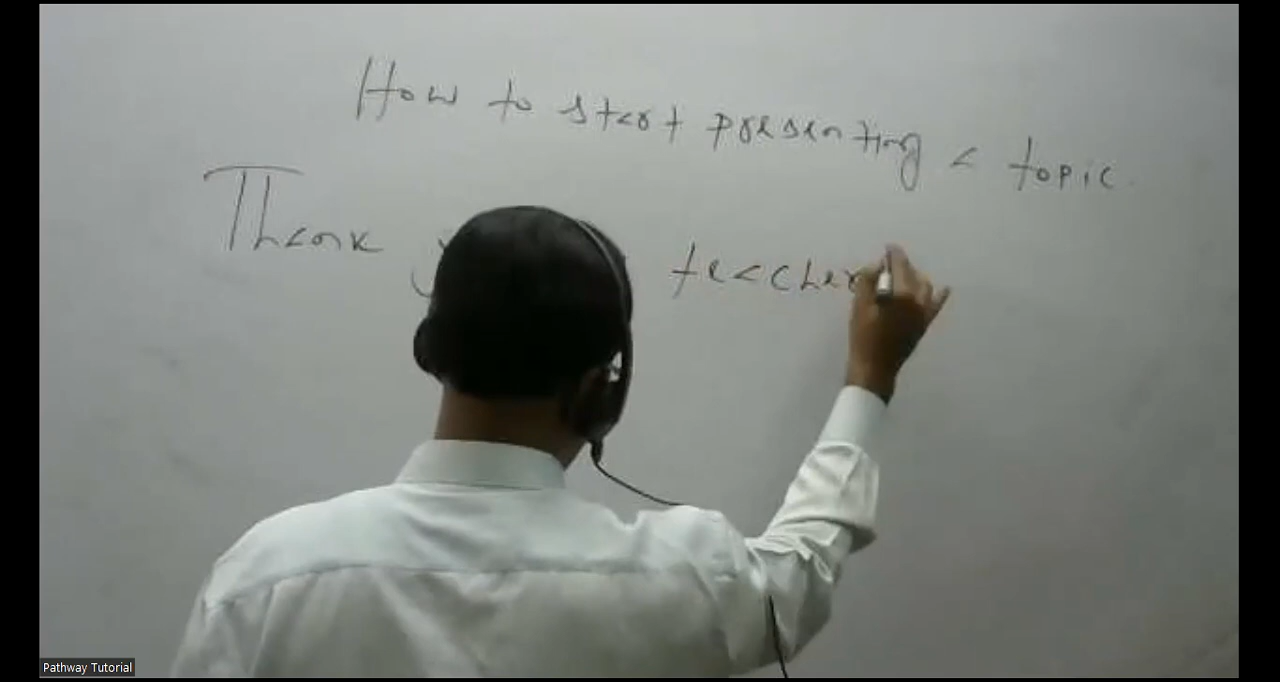 How to start presenting a topic.
Thank teacher
Pathway Tutorial